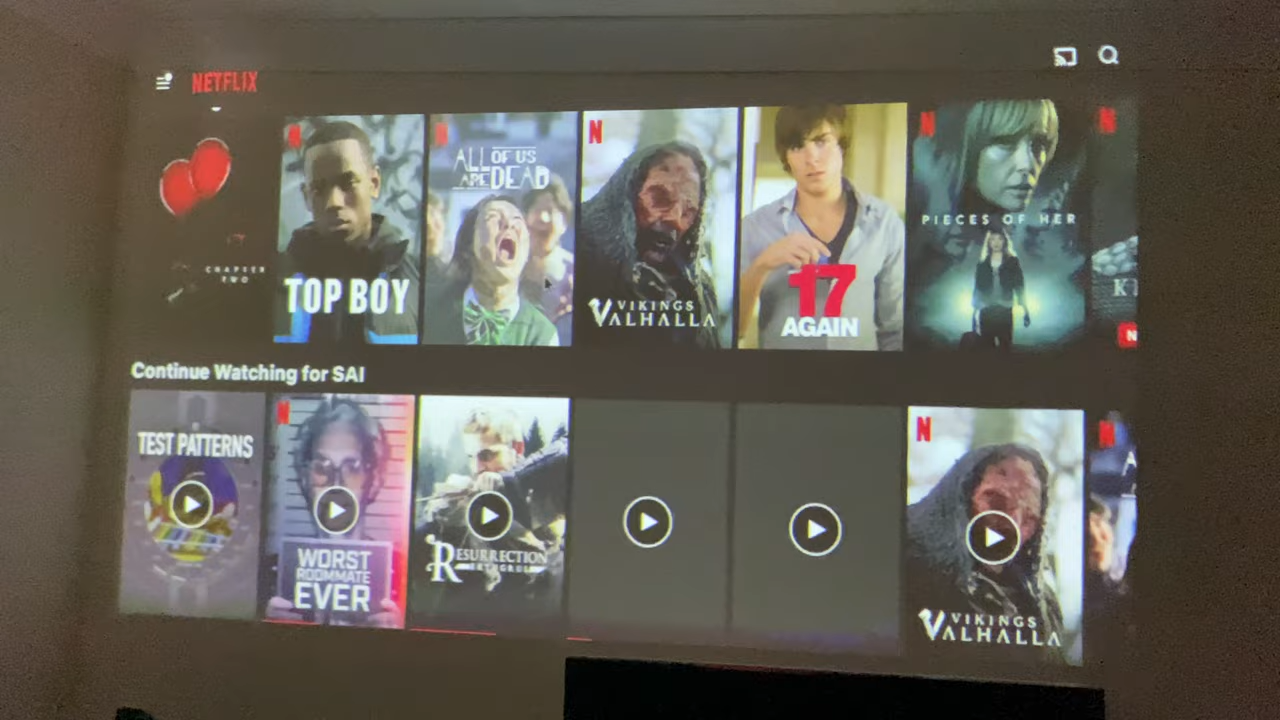 NETFLIX
CHAPTER
TWO
N
TOP BOY
N
ALL OF US
ARE DEAD
N
VIKINGS
VALHALLA
17
AGAIN
N
PIECES OF HER
N
N
Continue Watching for SAI
TEST PATTERNS
N
WORST
ROOMMATE
EVER
RESURRECTION
ERTUGRUL
N
VIKINGS
VALHALLA
N
A